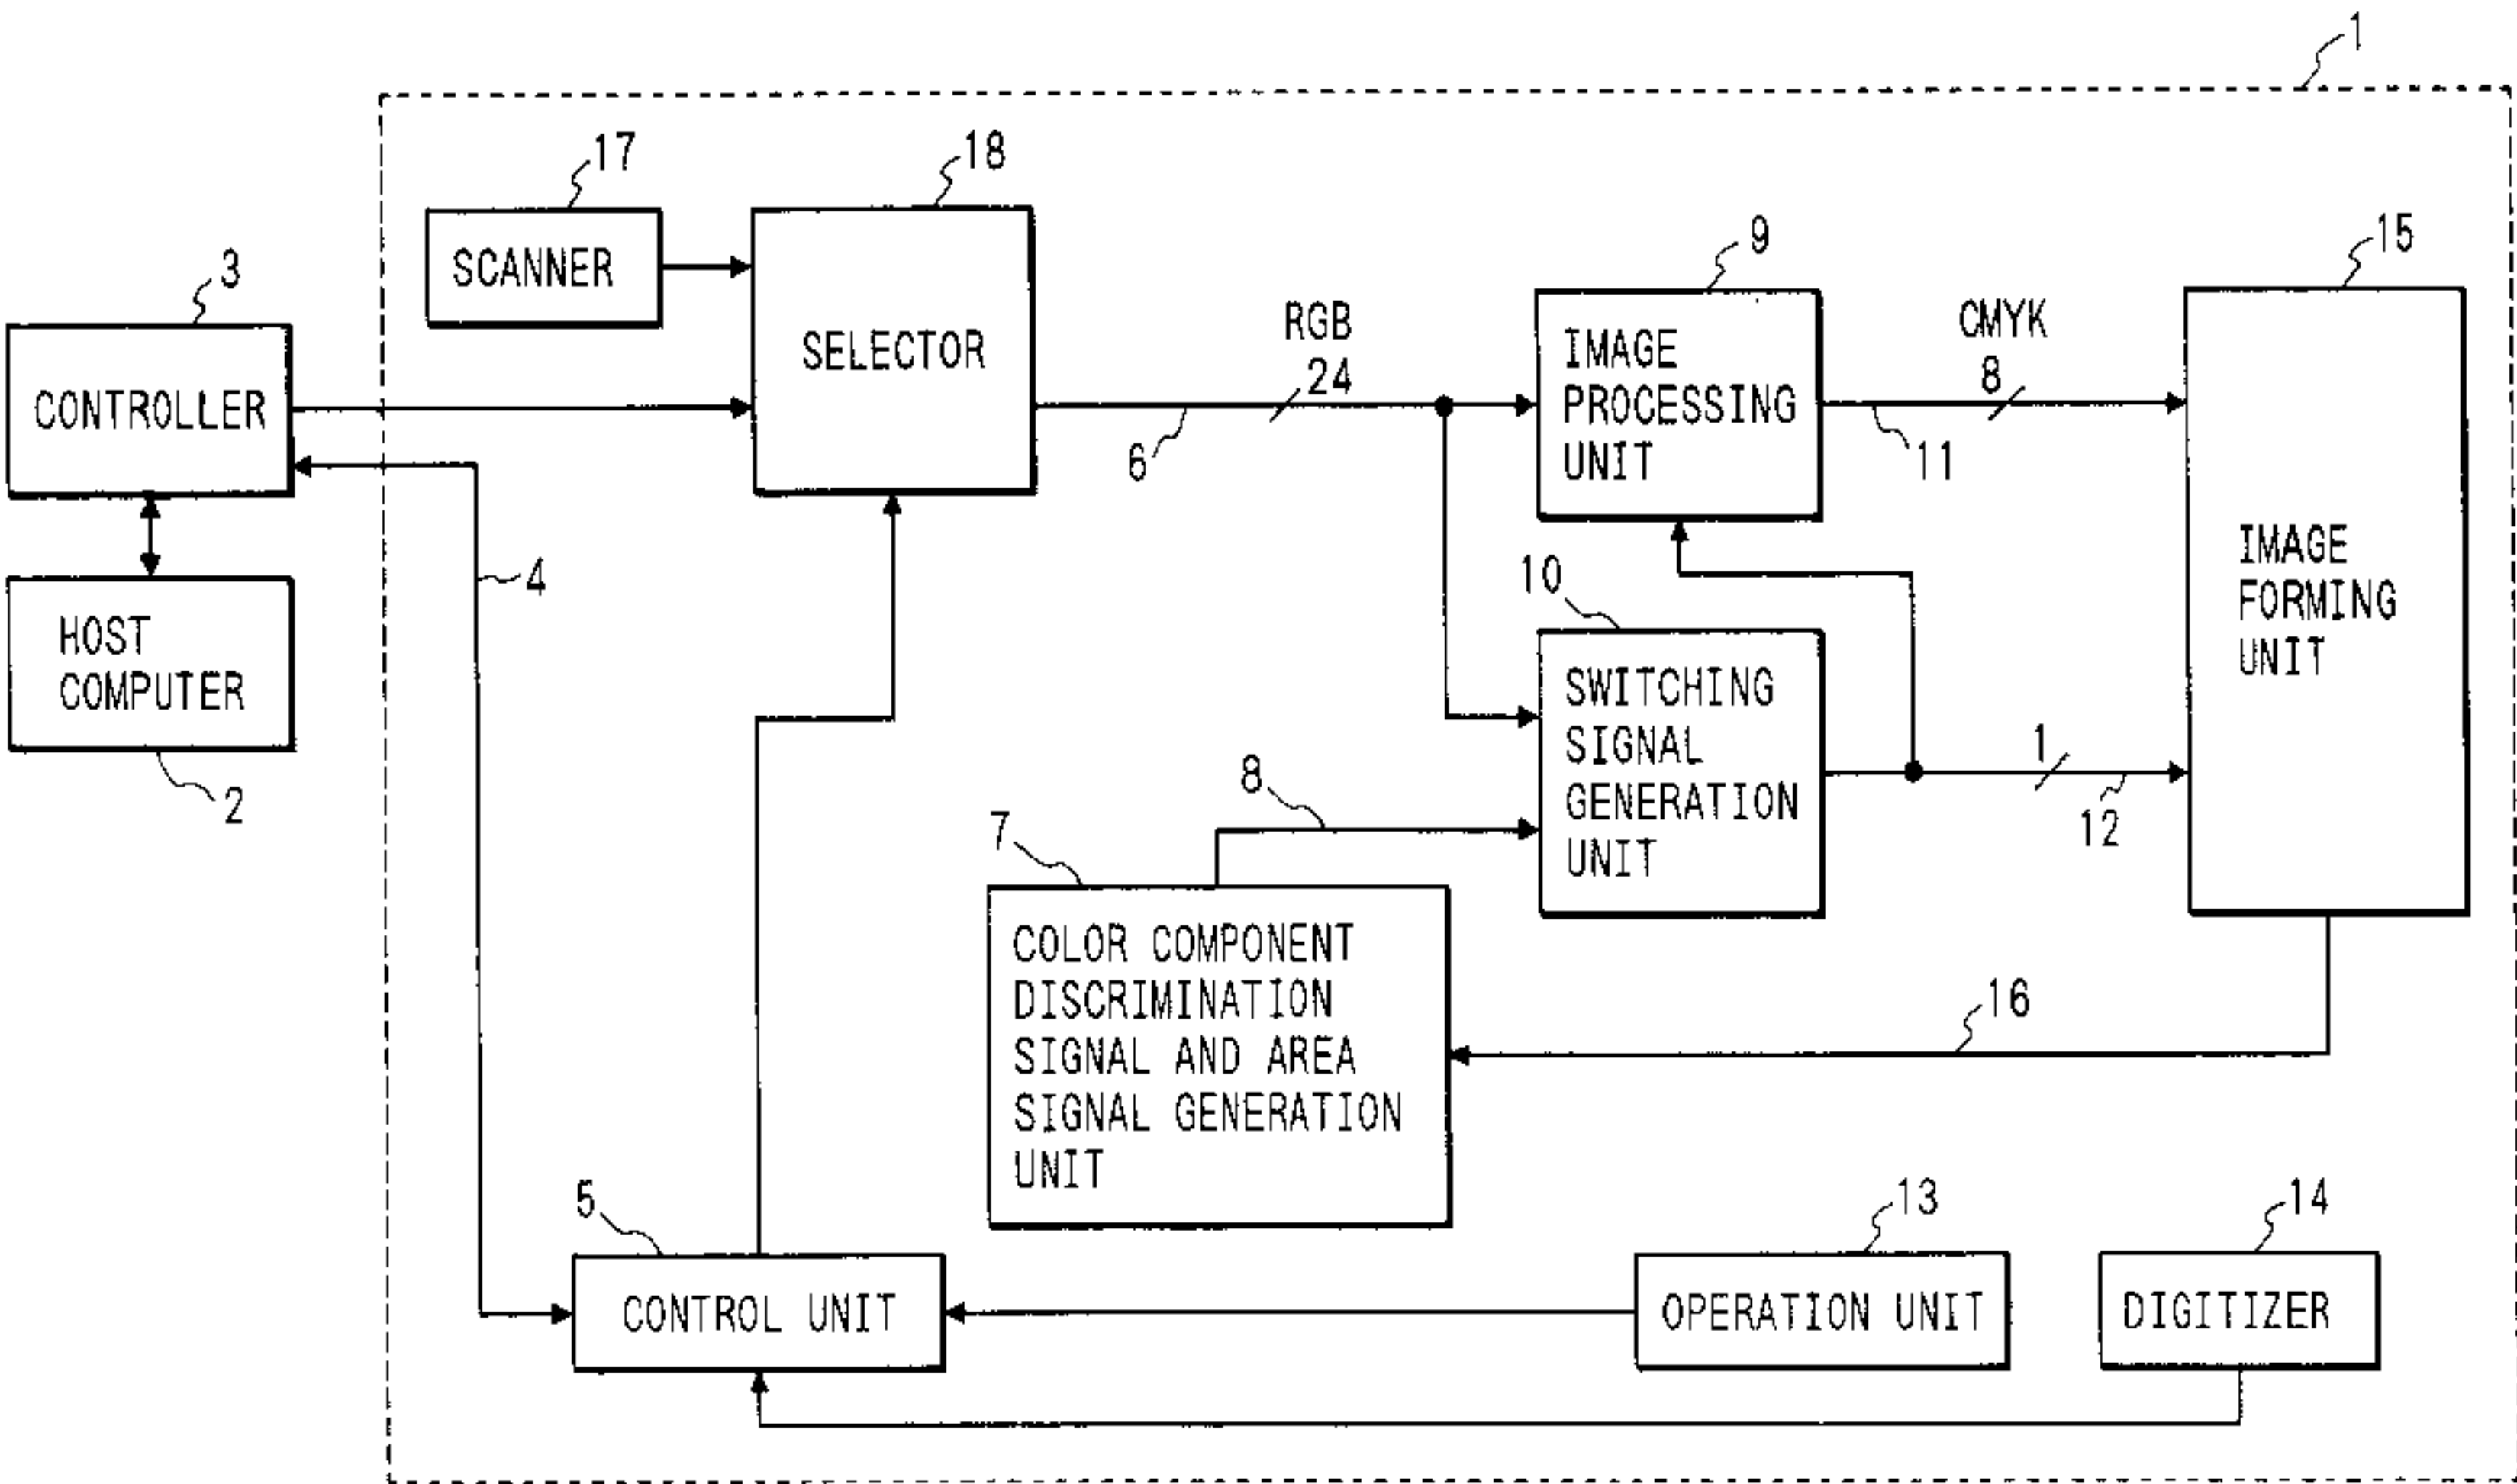 1
17
SCANNER
18
SELECTOR
3
CONTROLLER
HOST
COMPUTER
2
4
RGB
24
6
9
IMAGE
PROCESSING
UNIT
CMYK
8
11
15
IMAGE
FORMING
UNIT
10
SWITCHING
SIGNAL
GENERATION
UNIT
1
12
8
7
COLOR COMPONENT
DISCRIMINATION
SIGNAL AND AREA
SIGNAL GENERATION
UNIT
16
5
CONTROL UNIT
13
OPERATION UNIT
14
DIGITIZER